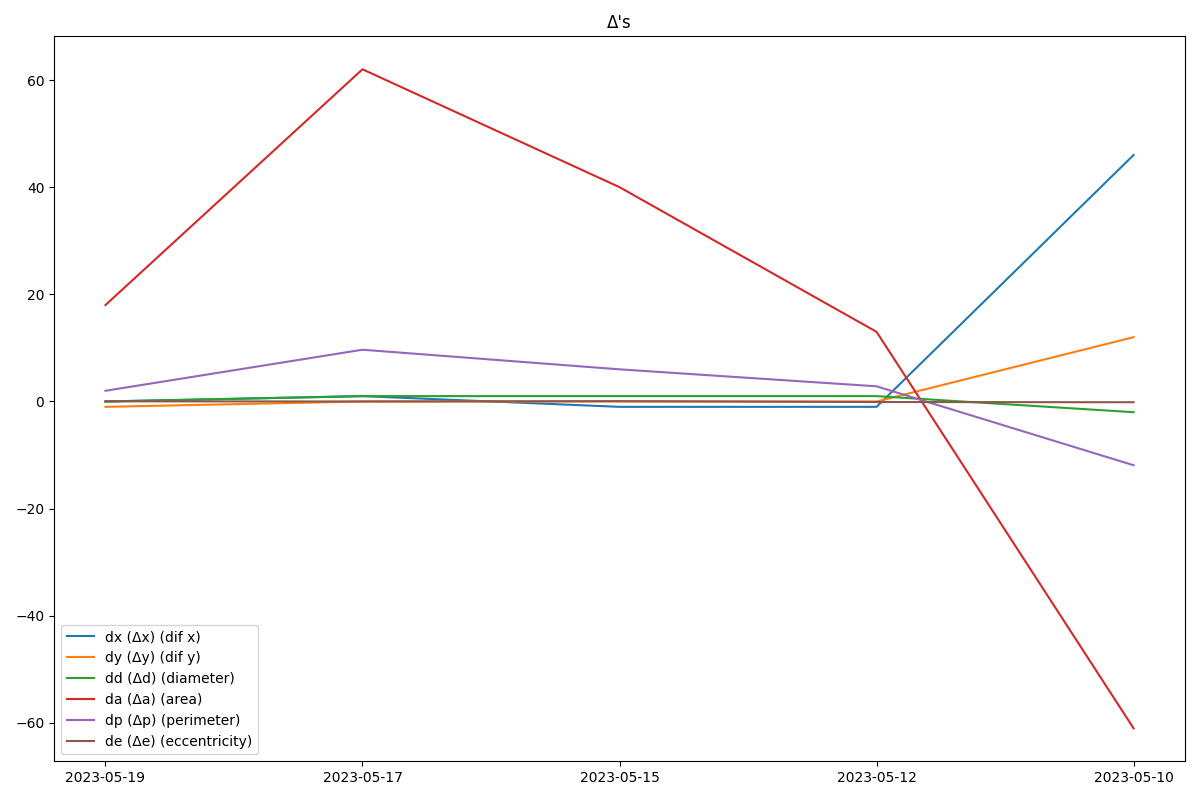 Δ's
60
40
20
0
−20
−40
−60
dx (Δx) (dif x)
dy (Δy) (dif y)
dd (Δd) (diameter)
da (Δa) (area)
dp (Δp) (perimeter)
de (Δe) (eccentricity)
2023-05-19 2023-05-17 2023-05-15 2023-05-12 2023-05-10